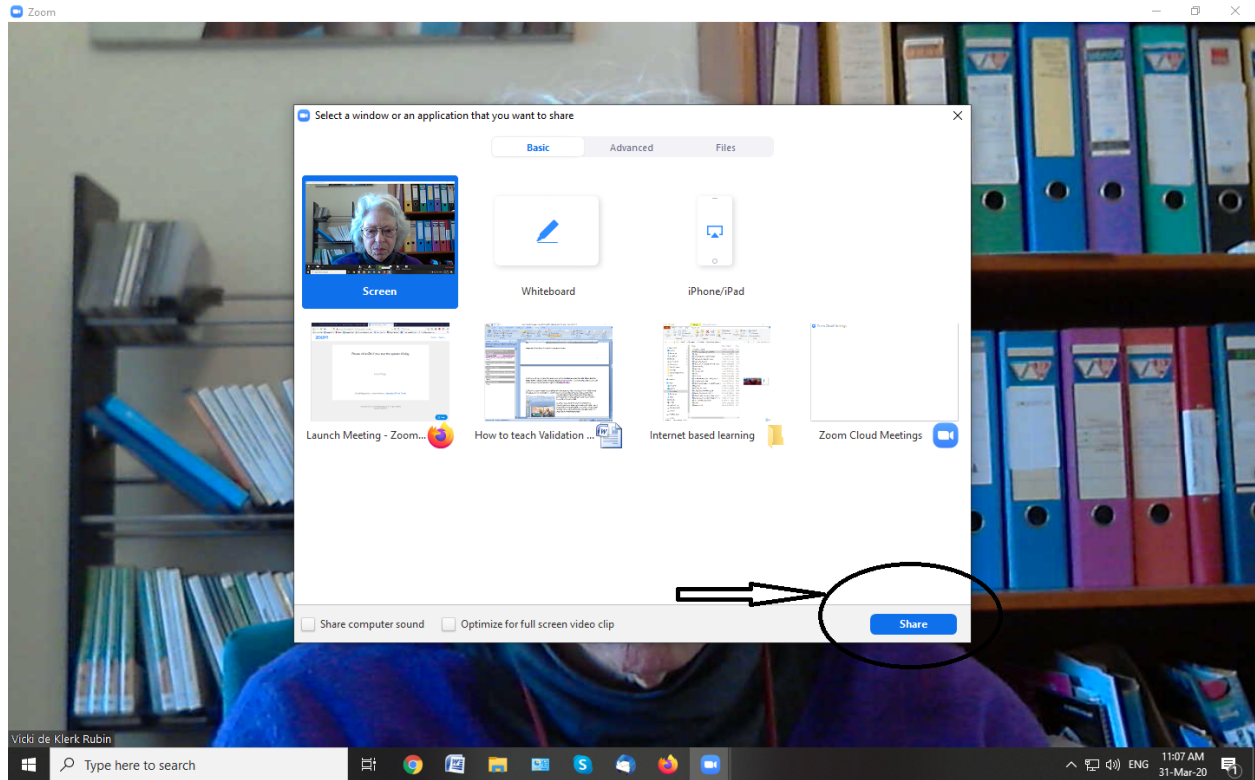 Zoom
Select a window or an application that you want to share
Basic Advanced Files
Screen Whiteboard iPhone/iPad
Launch Meeting - Zoom... How to teach Validation ... Internet based learning Zoom Cloud Meetings
Share computer sound Optimize for full screen video clip Share
Vicki de Klerk Rubin
Type here to search
ENG
11:07 AM
31-Mar-20